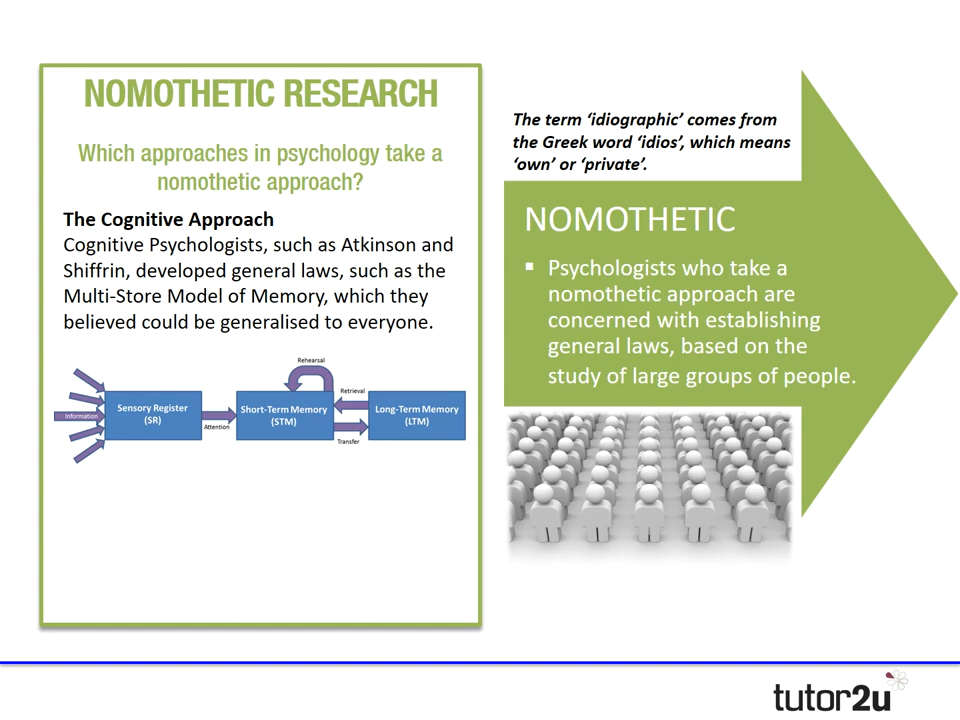 NOMOTHETIC RESEARCH
Which approaches in psychology take a
nomothetic approach?
The Cognitive Approach
Cognitive Psychologists, such as Atkinson and
Shiffrin, developed general laws, such as the
Multi-Store Model of Memory, which they
believed could be generalised to everyone.
Rehearsal
Retrieval
Information
Sensory Register
(SR)
Attention
Short-Term Memory
(STM)
Transfer
Long-Term Memory
(LTM)
The term ‘idiographic’ comes from
the Greek word ‘idios’, which means
‘own’ or ‘private’.
NOMOTHETIC
▪ Psychologists who take a
nomothetic approach are
concerned with establishing
general laws, based on the
study of large groups of people.
tutor2u